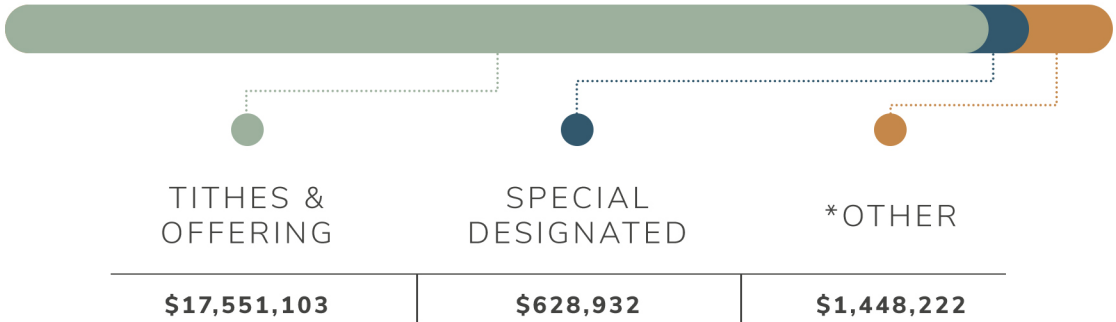 TITHES &
OFFERING
SPECIAL
DESIGNATED
*OTHER
$17,551,103
$628,932
$1,448,222